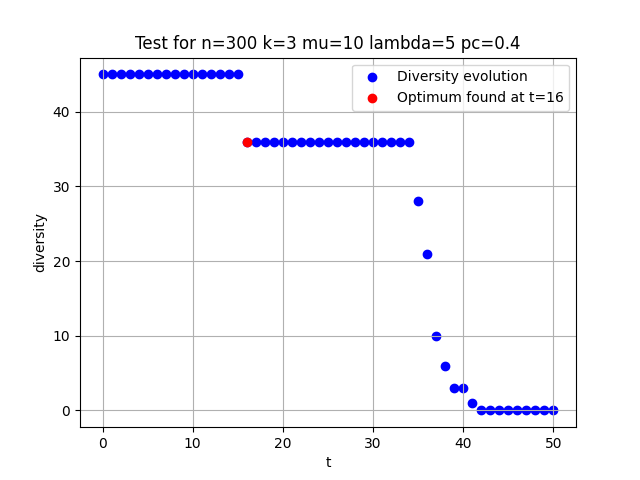 Test for n=300 k=3 mu=10 lambda=5 pc=0.4
Diversity evolution
Optimum found at t=16
diversity
40
30
20
10
0
0 10 20 30 40 50
t